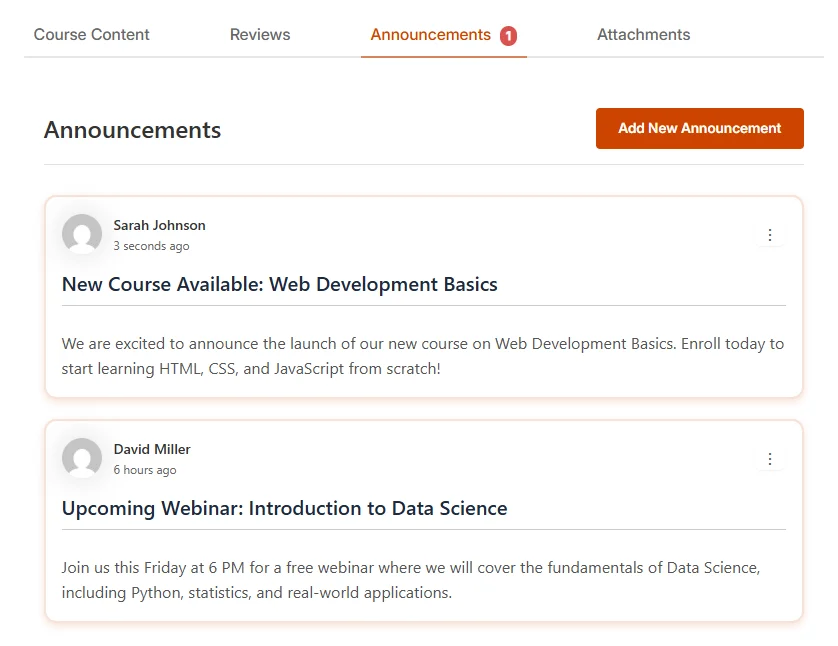 Course Content Reviews Announcements 1 Attachments
Announcements
Add New Announcement
Sarah Johnson
3 seconds ago
New Course Available: Web Development Basics
We are excited to announce the launch of our new course on Web Development Basics. Enroll today to
start learning HTML, CSS, and JavaScript from scratch!
David Miller
6 hours ago
Upcoming Webinar: Introduction to Data Science
Join us this Friday at 6 PM for a free webinar where we will cover the fundamentals of Data Science,
including Python, statistics, and real-world applications.